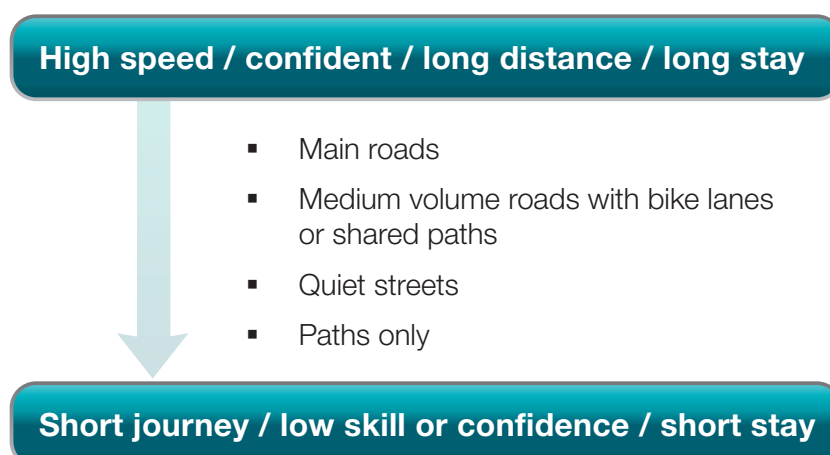 High speed / confident / long distance / long stay
▪ Main roads
▪ Medium volume roads with bike lanes
or shared paths
▪ Quiet streets
▪ Paths only
Short journey / low skill or confidence / short stay